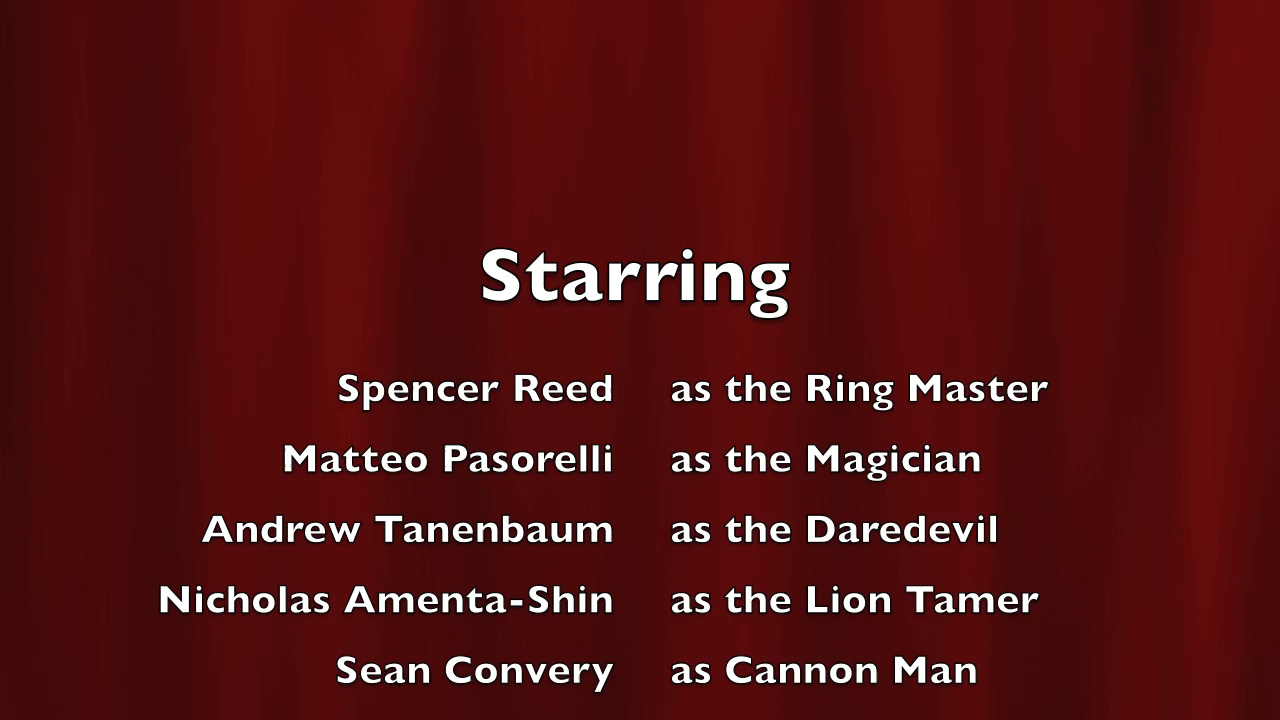 Starring
Spencer Reed as the Ring Master
Matteo Pasorelli as the Magician
Andrew Tanenbaum as the Daredevil
Nicholas Amenta-Shin as the Lion Tamer
Sean Convery as Cannon Man